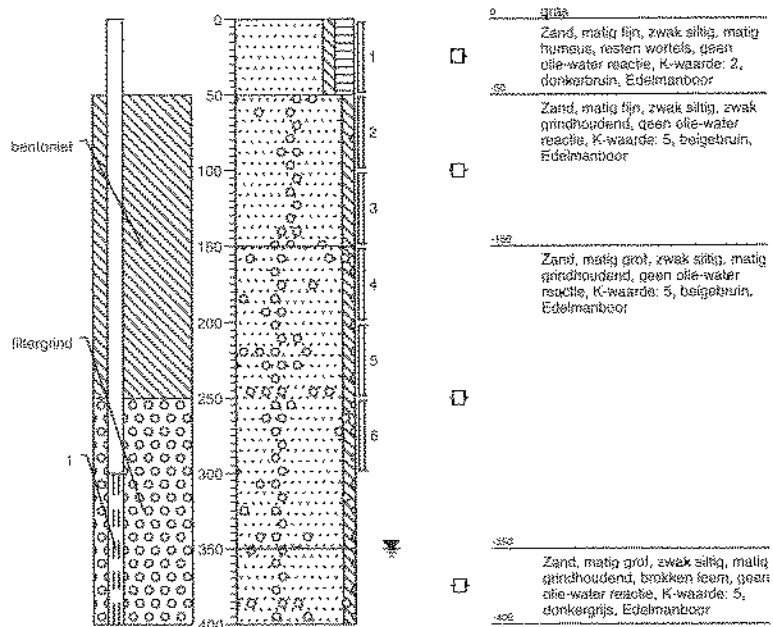 0
50
100
150
200
250
300
350
400
bentoniet
filtergrind
1
1
2
3
4
5
6
0 gras
Zand, matig fijn, zwak siltig, matig
humeus, resten wortels, geen
olie-water reactie, K-waarde: 2,
donkerbruin, Edelmanboor
-50
Zand, matig fijn, zwak siltig, zwak
grindhoudend, geen olie-water
reactie, K-waarde: 5, beigebruin,
Edelmanboor
-150
Zand, matig grof, zwak siltig, matig
grindhoudend, geen olie-water
reactie, K-waarde: 5, beigebruin,
Edelmanboor
-350
Zand, matig grof, zwak siltig, matig
grindhoudend, brokken leem, geen
olie-water reactie, K-waarde: 5,
donkergrijs, Edelmanboor
-400